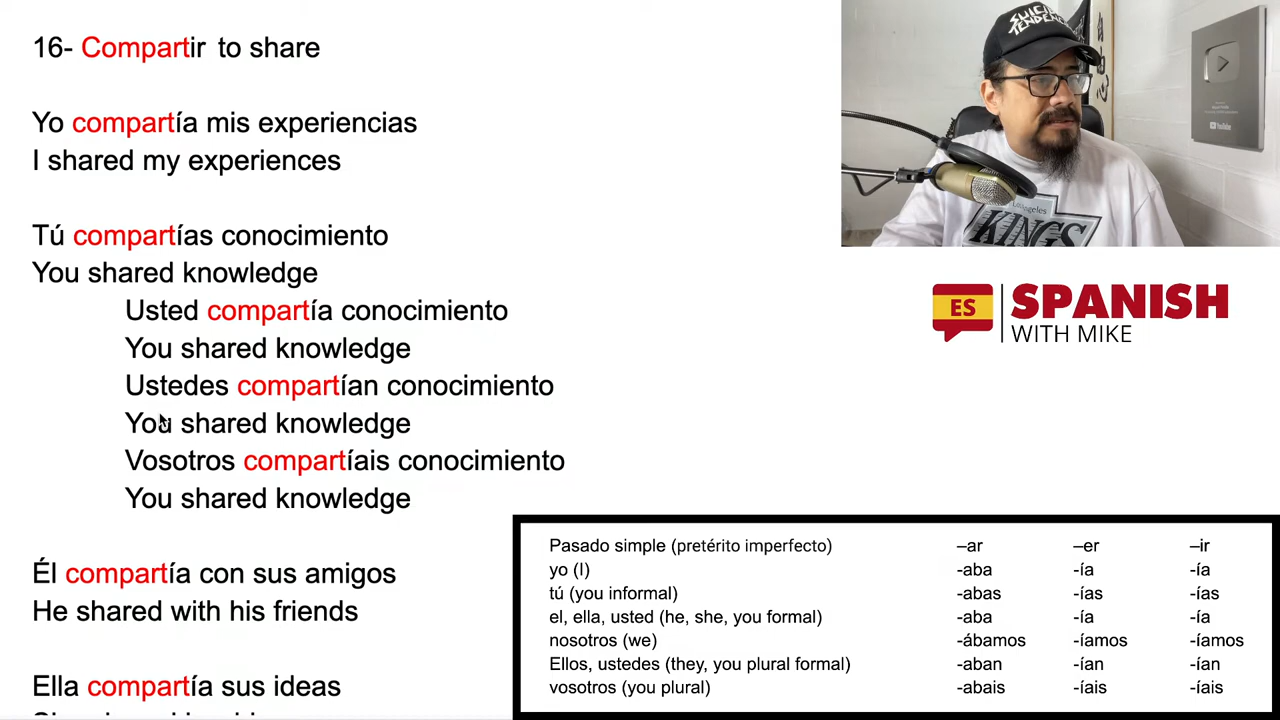 16- Compartir to share
Yo compartía mis experiencias
I shared my experiences
Tú compartías conocimiento
You shared knowledge
Usted compartía conocimiento
You shared knowledge
Ustedes compartían conocimiento
You shared knowledge
Vosotros compartíais conocimiento
You shared knowledge
Él compartía con sus amigos
He shared with his friends
Ella compartía sus ideas
SUICIDAL
TENDENCIES
Los Angeles
KINGS
YouTube
ES
SPANISH
WITH MIKE
Pasado simple (pretérito imperfecto) –ar –er –ir
yo (I) -aba -ía -ía
tú (you informal) -abas -ías -ías
el, ella, usted (he, she, you formal) -aba -ía -ía
nosotros (we) -ábamos -íamos -íamos
Ellos, ustedes (they, you plural formal) -aban -ían -ían
vosotros (you plural) -abais -íais -íais